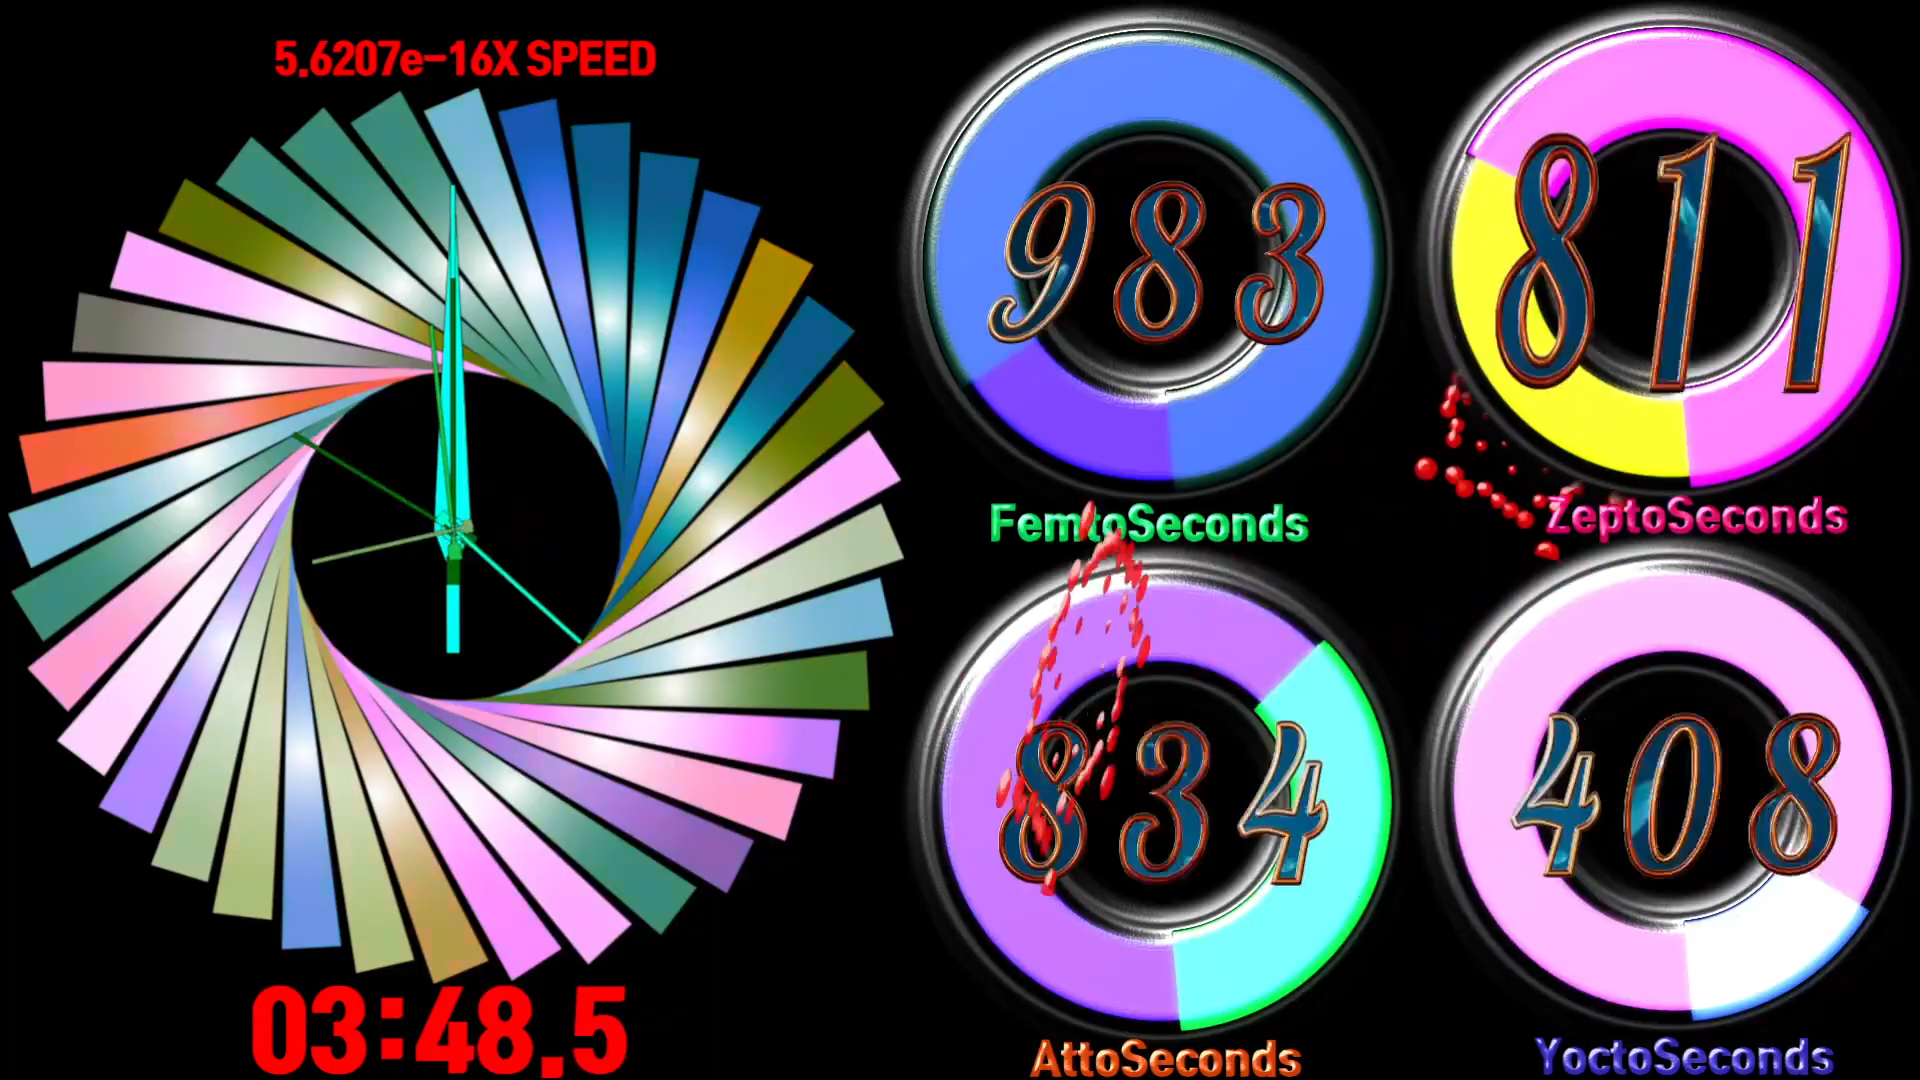 5.6207e-16X SPEED
983
FemtoSeconds
811
ZeptoSeconds
834
AttoSeconds
408
YoctoSeconds
03:48.5